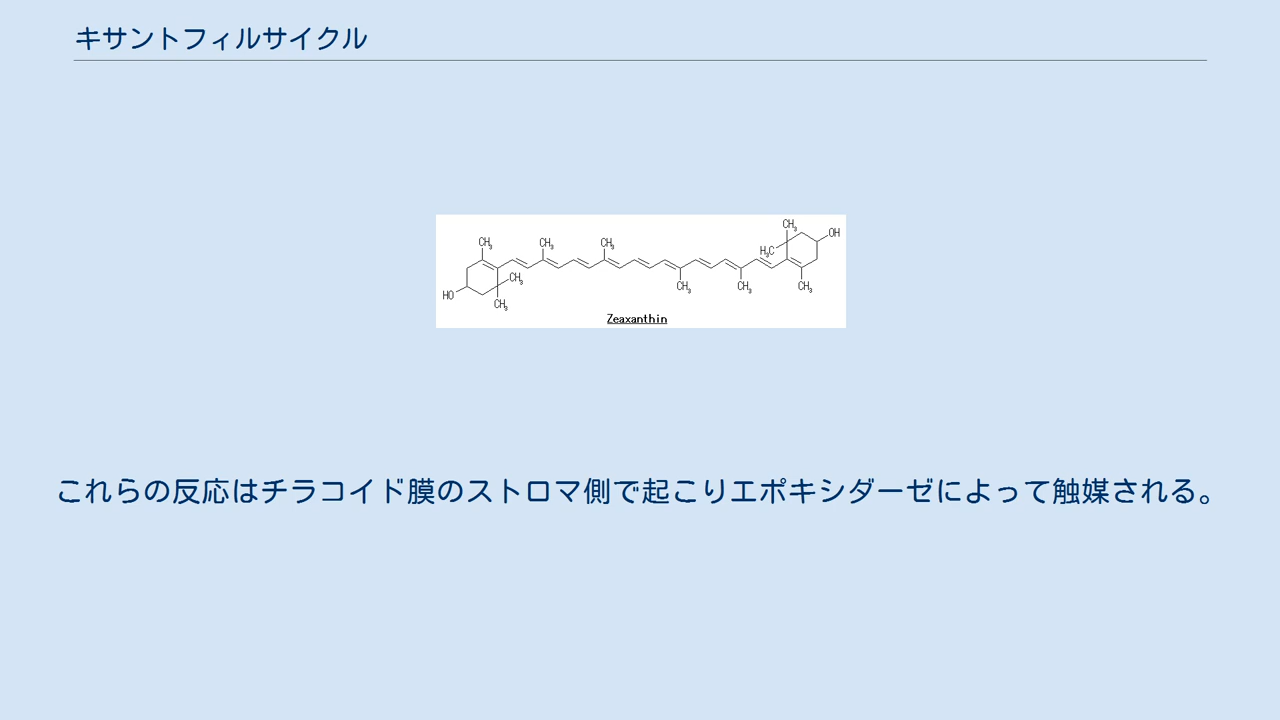 キサントフィルサイクル
CH₃ CH₃ CH₃ CH₃ OH
H₃C
CH₃
HO CH₃ CH₃ CH₃ CH₃
Zeaxanthin
これらの反応はチラコイド膜のストロマ側で起こりエポキシダーゼによって触媒される。